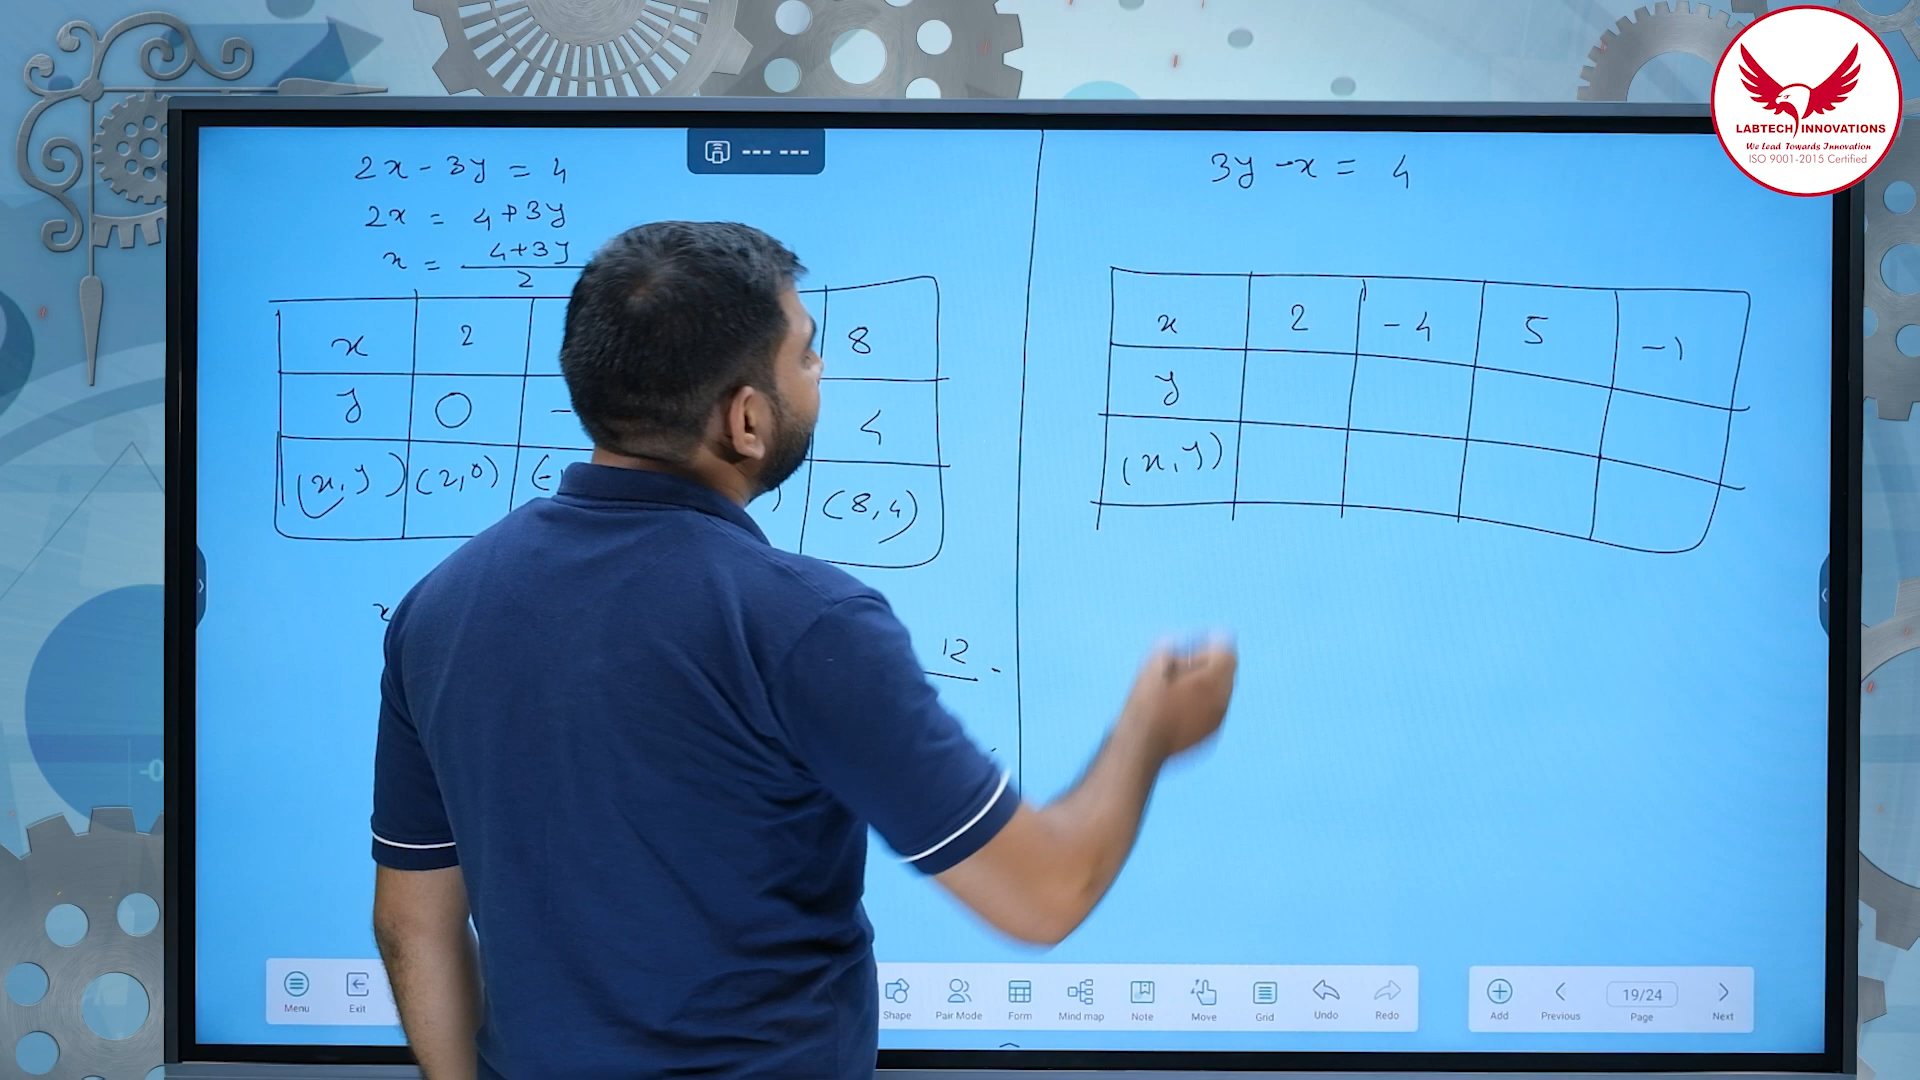 2x - 3y = 4
2x = 4 + 3y
x = 4+3y
2
x 2 8
y 0 - 4
(x, y) (2,0) (- ) (8,4)
x
12
-
3y - x = 4
x 2 -4 5 -1
y
(x, y)
LABTECH INNOVATIONS
We Lead Towards Innovation
ISO 9001-2015 Certified
Menu Exit Shape Pair Mode Form Mind map Note Move Grid Undo Redo
Add Previous 19/24 Page Next
-0